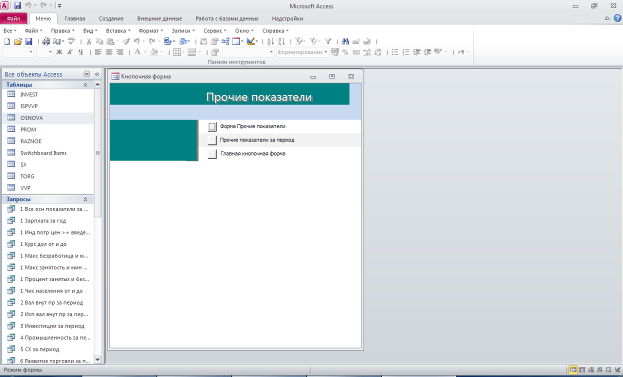 Microsoft Access
Файл Меню Главная Создание Внешние данные Работа с базами данных Надстройки
Все Файл Правка Вид Вставка Формат Записи Сервис Окно Справка
Форматирование
Ж К Ч
Панели инструментов
Все объекты Access
Таблицы
INVEST
ISPVVP
OSNOVA
PROM
RAZNOE
Switchboard Items
SX
TORG
VVP
Запросы
1 Все осн показатели за ...
1 Зарплата за год
1 Инд потр цен >= введе...
1 Курс дол от и до
1 Макс безработица и м...
1 Макс занятость и мин ...
1 Процент занятых и без...
1 Чис населения от и до
2 Вал внут пр за период
2 Исп вал внут пр за пер...
3 Инвестиции за период
4 Промышленность за пе...
5 СХ за период
6 Развитие торговли за п...
Кнопочная форма
Прочие показатели
Форма Прочие показатели
Прочие показатели за период
Главная кнопочная форма
Режим формы